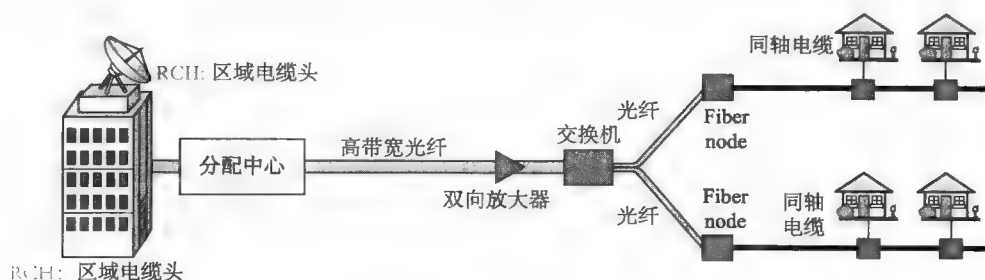 RCH: 区域电缆头
分配中心
高带宽光纤
双向放大器
交换机
光纤
光纤
Fiber
node
同轴电缆
Fiber
node
同轴
电缆
RCH: 区域电缆头